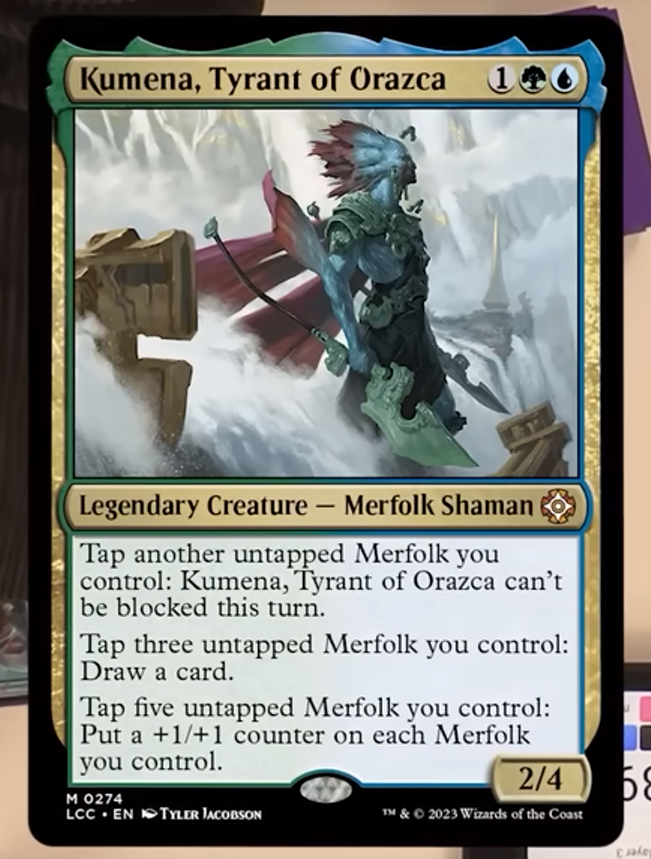 Kumena, Tyrant of Orazca 1
Legendary Creature — Merfolk Shaman
Tap another untapped Merfolk you
control: Kumena, Tyrant of Orazca can't
be blocked this turn.
Tap three untapped Merfolk you control:
Draw a card.
Tap five untapped Merfolk you control:
Put a +1/+1 counter on each Merfolk
you control.
2/4
M 0274
LCC • EN Tyler Jacobson
™ & © 2023 Wizards of the Coast